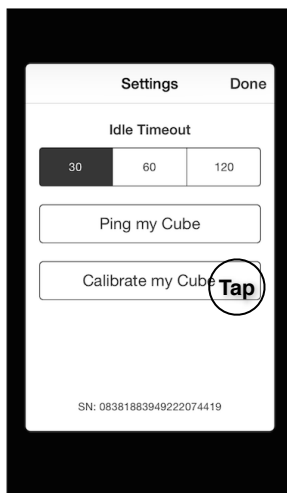 Settings Done
Idle Timeout
30 60 120
Ping my Cube
Calibrate my Cube Tap
SN: 08381883949222074419